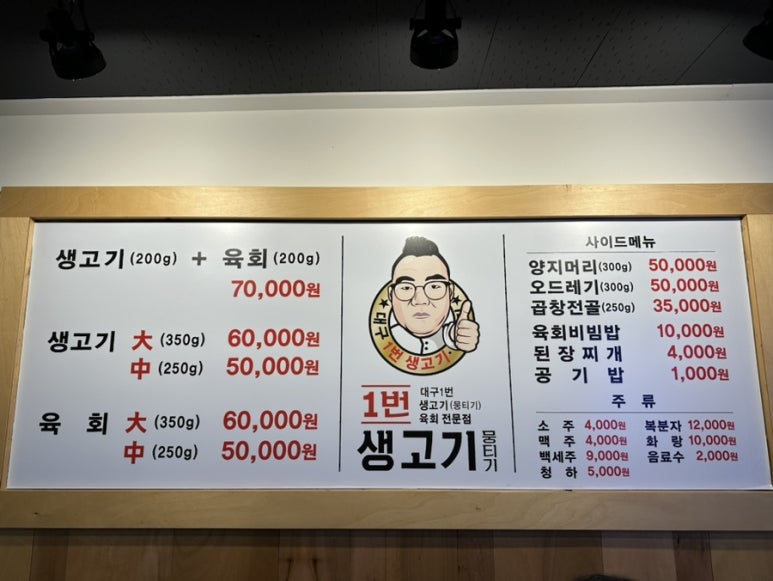 생고기(200g) + 육회(200g)
70,000원
생고기 大 (350g) 60,000원
中 (250g) 50,000원
육 회 大 (350g) 60,000원
中 (250g) 50,000원
대구 1번 생고기
1번
대구1번
생고기(뭉티기)
육회 전문점
생고기
뭉티기
사이드메뉴
양지머리(300g) 50,000원
오드레기(300g) 50,000원
곱창전골(250g) 35,000원
육회비빔밥 10,000원
된장찌개 4,000원
공기밥 1,000원
주 류
소 주 4,000원 복분자 12,000원
맥 주 4,000원 화 랑 10,000원
백세주 9,000원 음료수 2,000원
청 하 5,000원